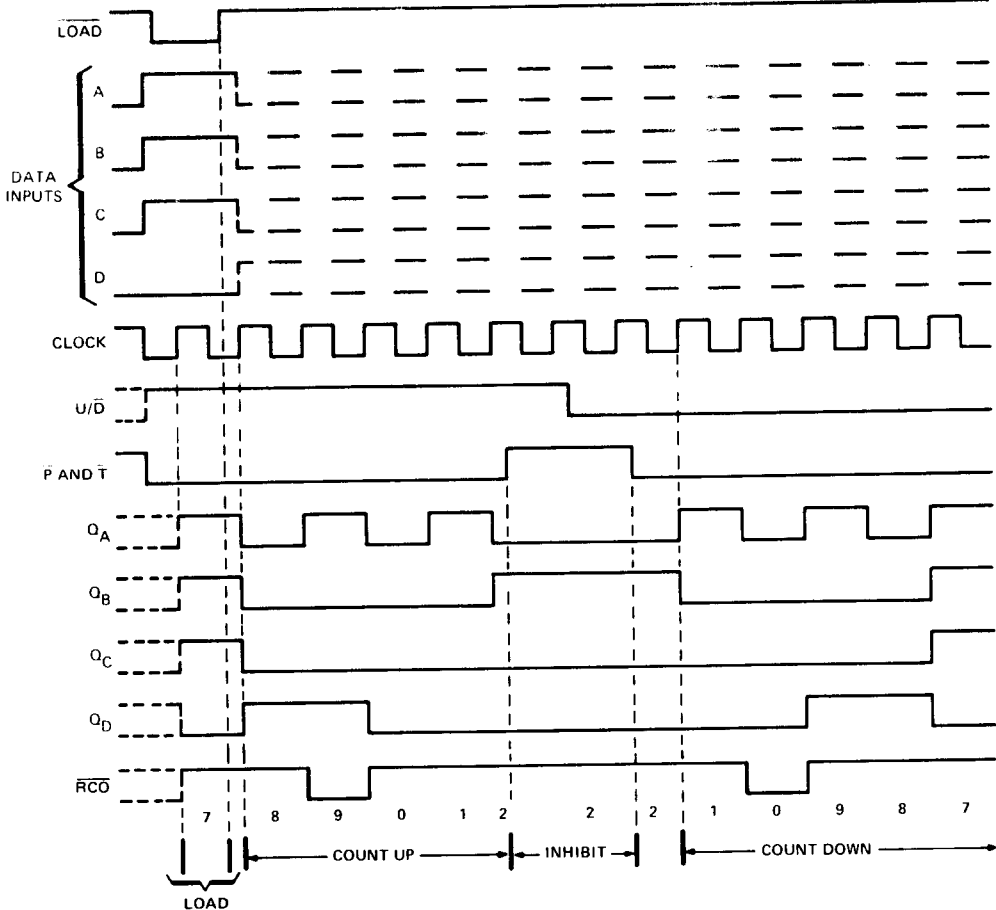 LOAD
A
B
DATA
INPUTS
C
D
CLOCK
U/D̅
P̅ AND T̅
QA
QB
QC
QD
RCO
7 8 9 0 1 2 2 2 1 0 9 8 7
COUNT UP INHIBIT COUNT DOWN
LOAD